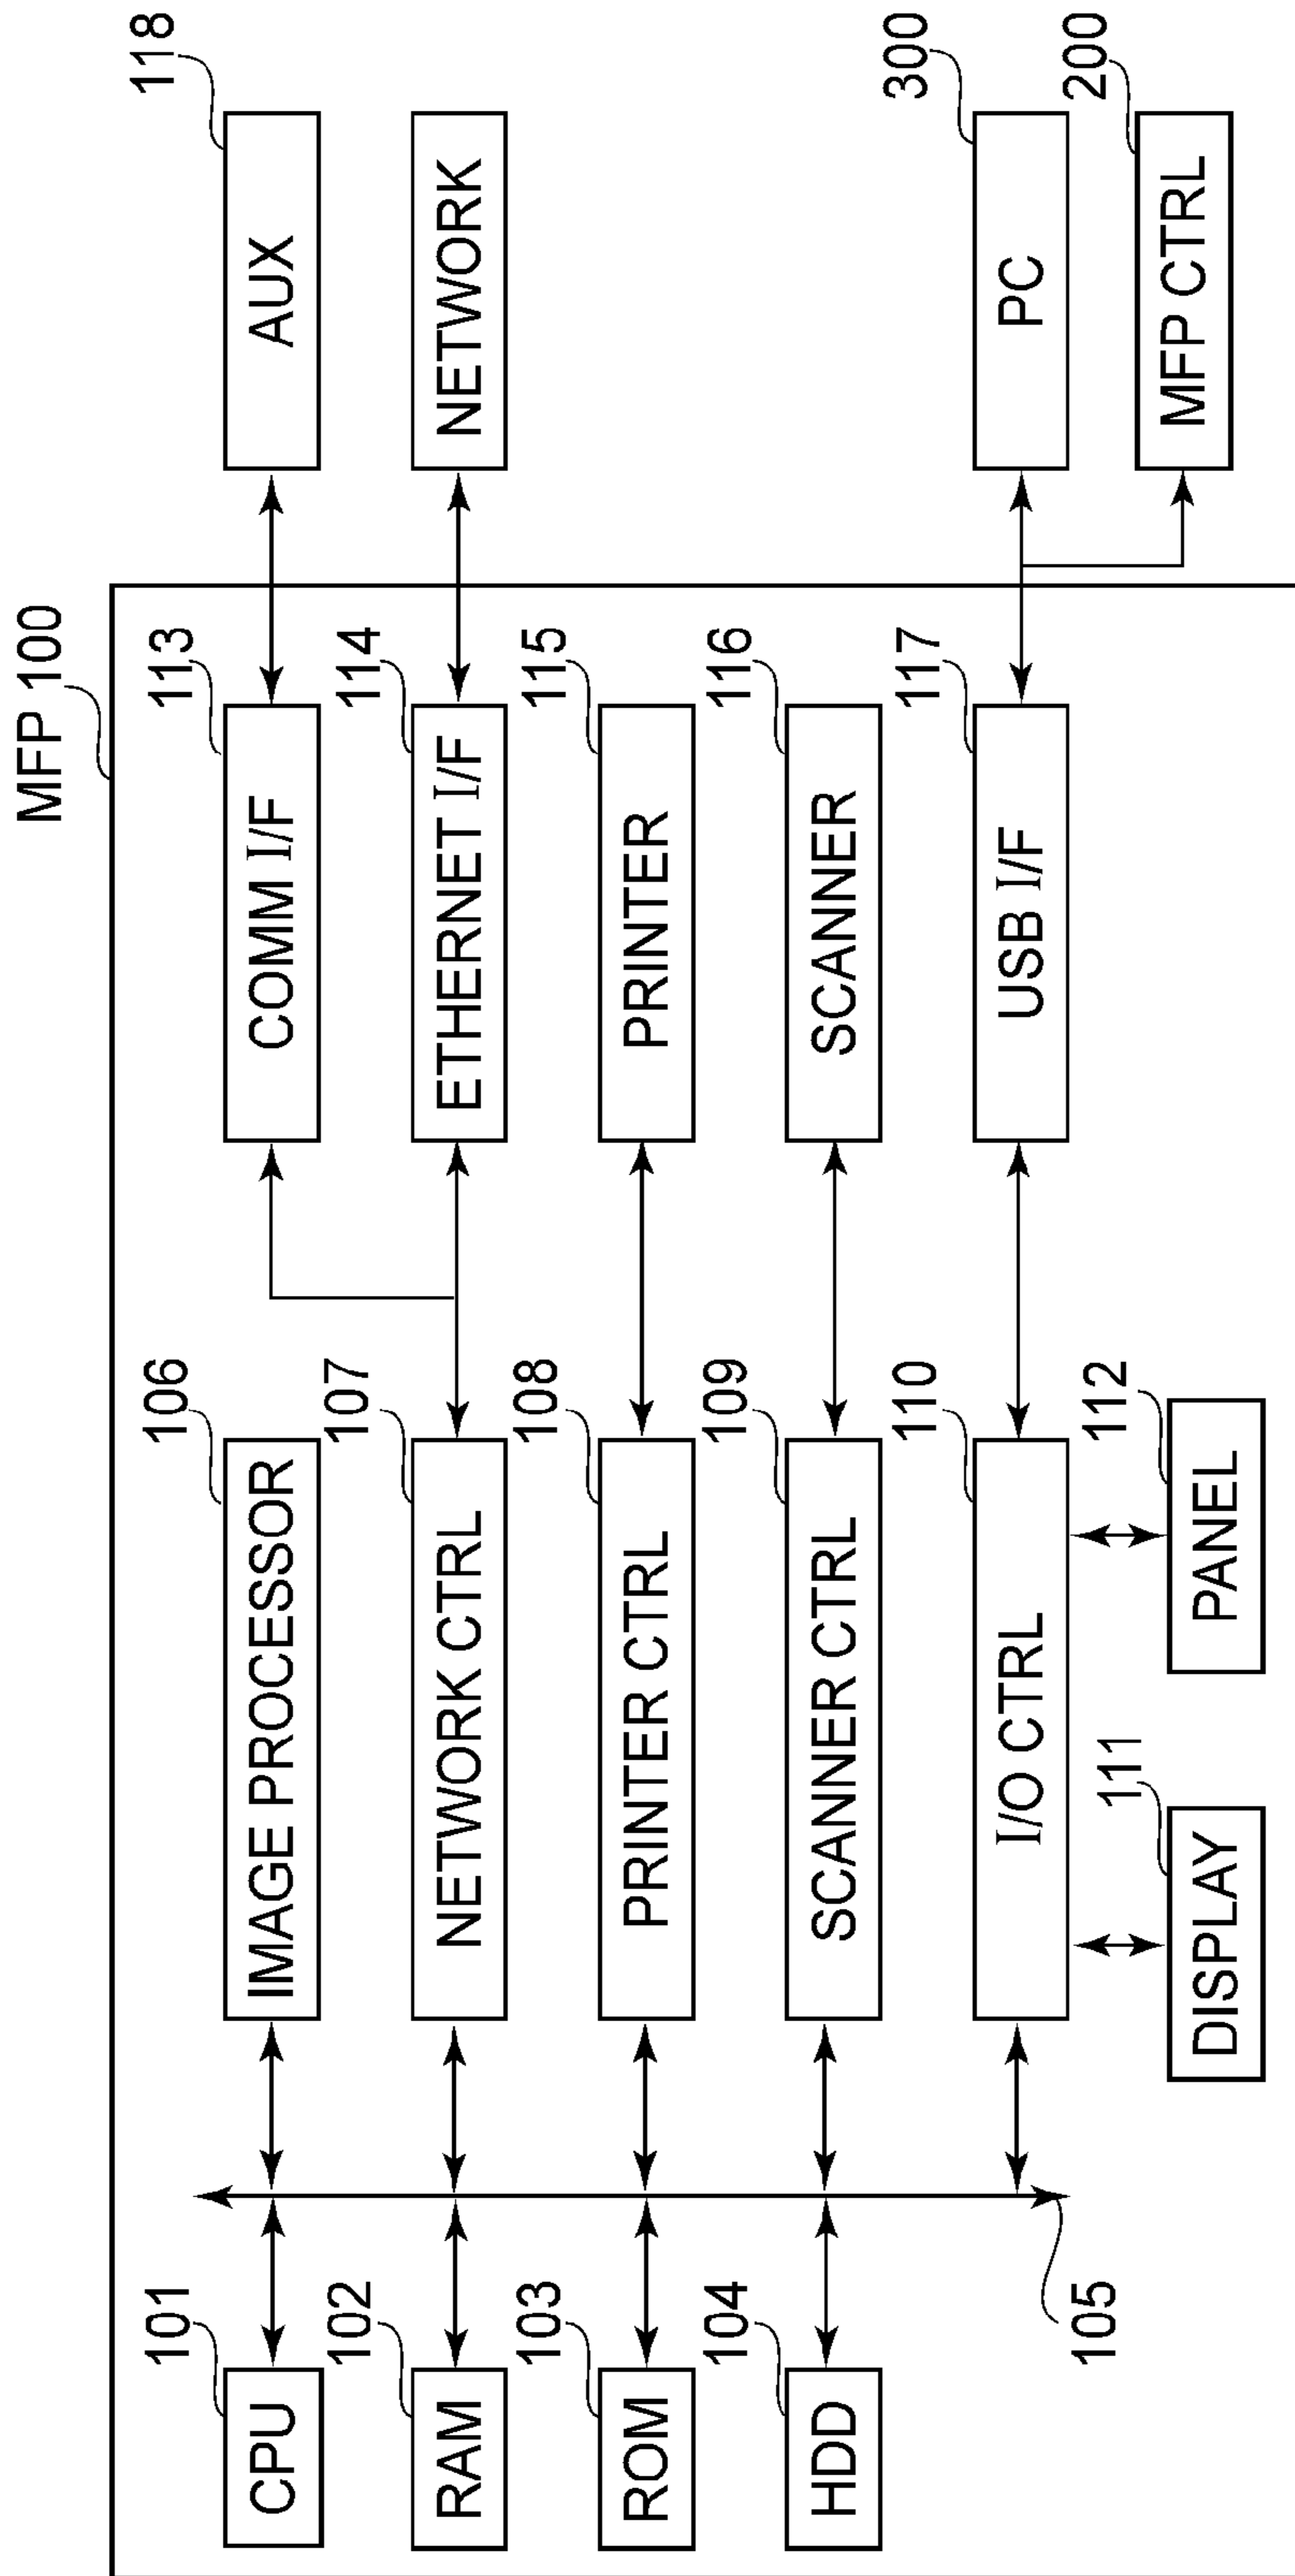 MFP 100
101
CPU
102
RAM
103
ROM
104
HDD
105
106
IMAGE PROCESSOR
107
NETWORK CTRL
108
PRINTER CTRL
109
SCANNER CTRL
110
I/O CTRL
111
DISPLAY
112
PANEL
113
COMM I/F
114
ETHERNET I/F
115
PRINTER
116
SCANNER
117
USB I/F
118
AUX
NETWORK
300
PC
200
MFP CTRL